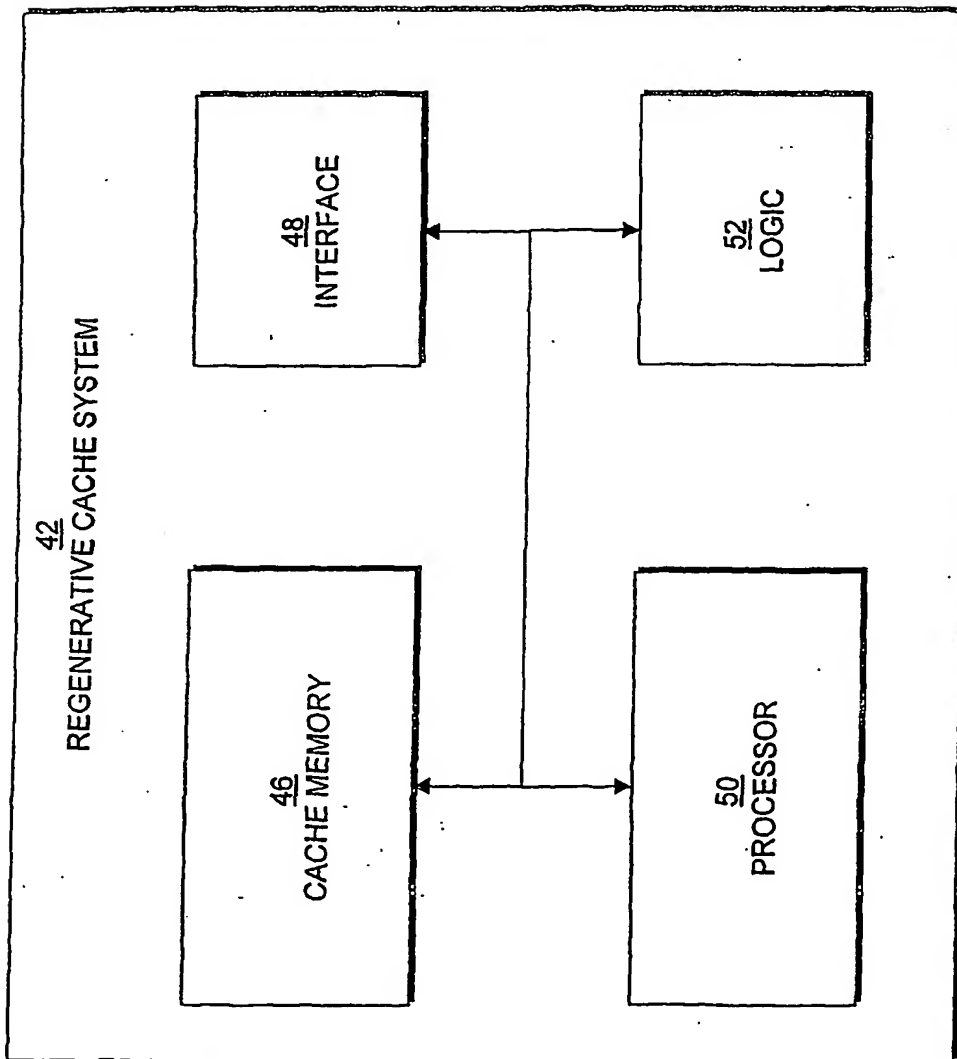 42
REGENERATIVE CACHE SYSTEM
46
CACHE MEMORY
48
INTERFACE
50
PROCESSOR
52
LOGIC